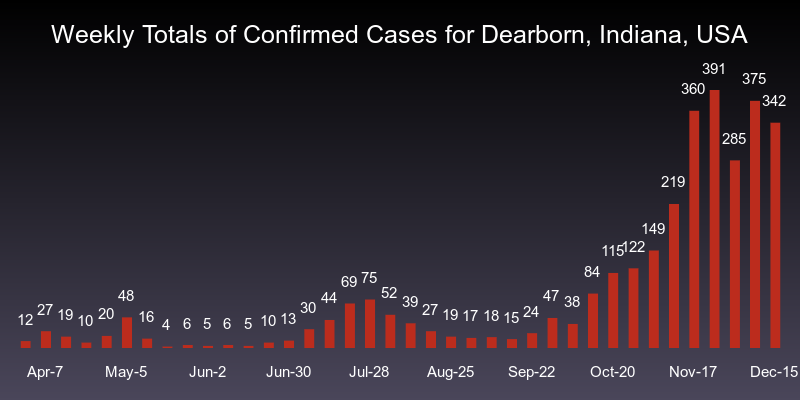 Weekly Totals of Confirmed Cases for Dearborn, Indiana, USA
12 27 19 10 20 48 16 4 6 5 6 5 10 13 30 44 69 75 52 39 27 19 17 18 15 24 47 38 84 115 122 149 219 360 391 285 375 342
Apr-7 May-5 Jun-2 Jun-30 Jul-28 Aug-25 Sep-22 Oct-20 Nov-17 Dec-15